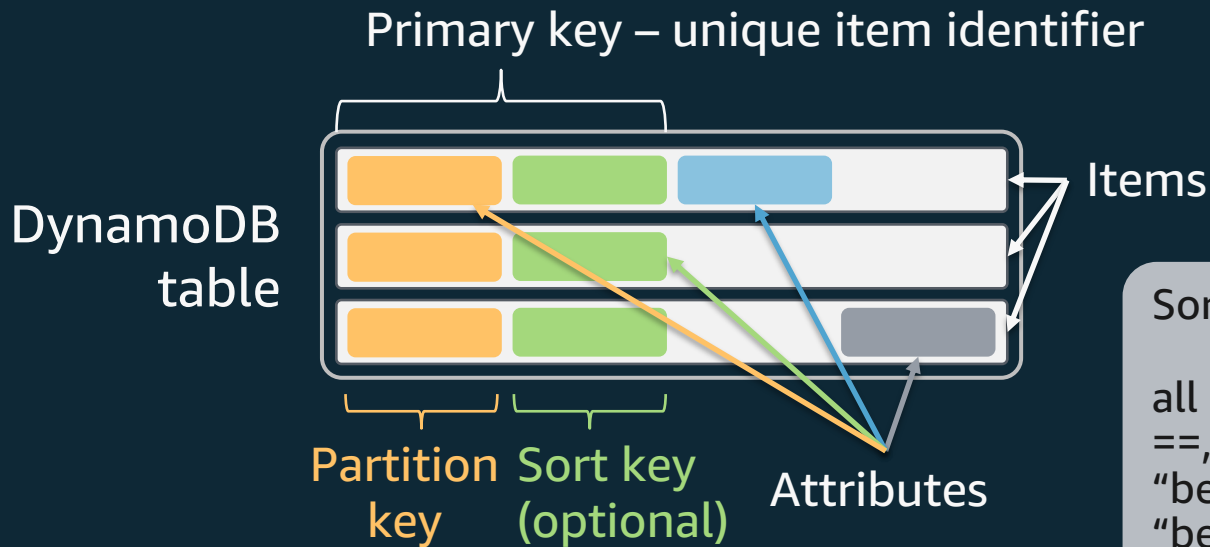 Primary key – unique item identifier
DynamoDB
table
Items
Partition
key
Sort key
(optional)
Attributes
all
==,